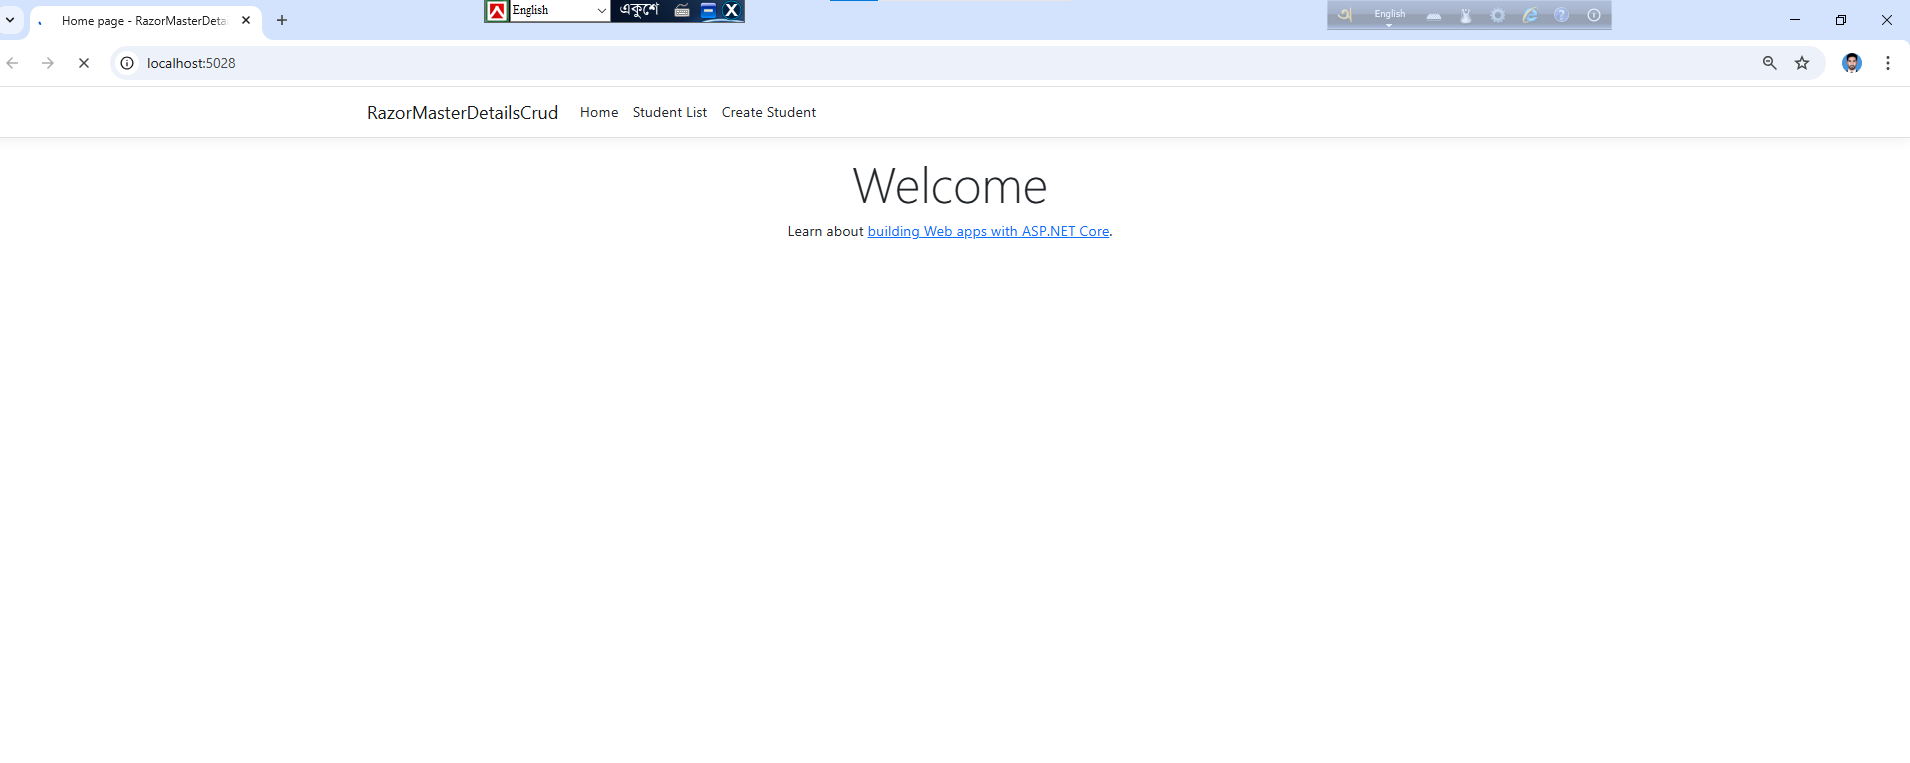 Home page - RazorMasterDetai
English
একুশে
English
localhost:5028
RazorMasterDetailsCrud
Home
Student List
Create Student
Welcome
Learn about building Web apps with ASP.NET Core.